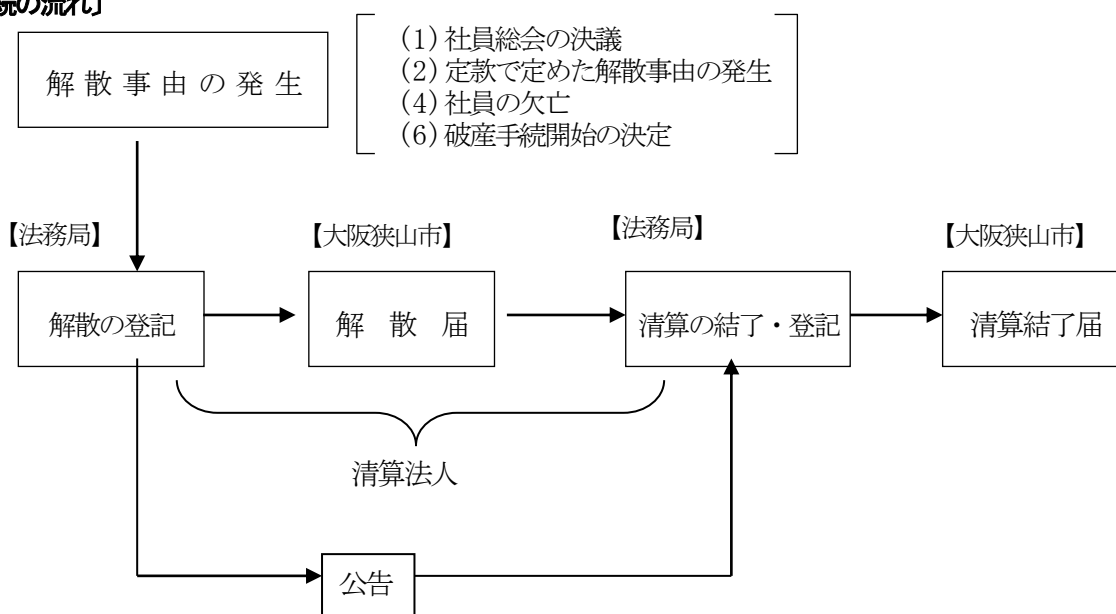 の流れ］
(1)社員総会の決議
(2)定款で定めた解散事由の発生
(4)社員の欠亡
(6)破産手続開始の決定
解散事由の発生
【法務局】
【大阪狭山市】
【法務局】
【大阪狭山市】
解散の登記
解散届
清算の結了・登記
清算結了届
清算法人
公告